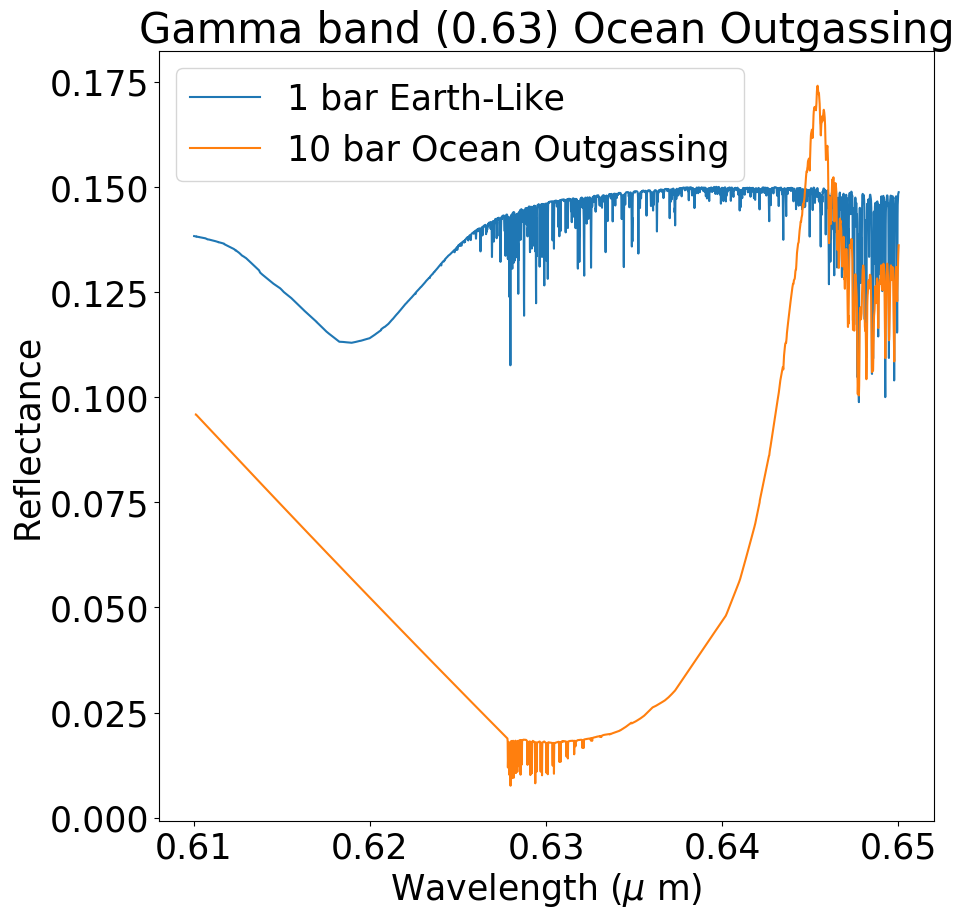 Gamma band (0.63) Ocean Outgassing
1 bar Earth-Like
10 bar Ocean Outgassing
Reflectance
0.175
0.150
0.125
0.100
0.075
0.050
0.025
0.000
0.61 0.62 0.63 0.64 0.65
Wavelength (μ m)